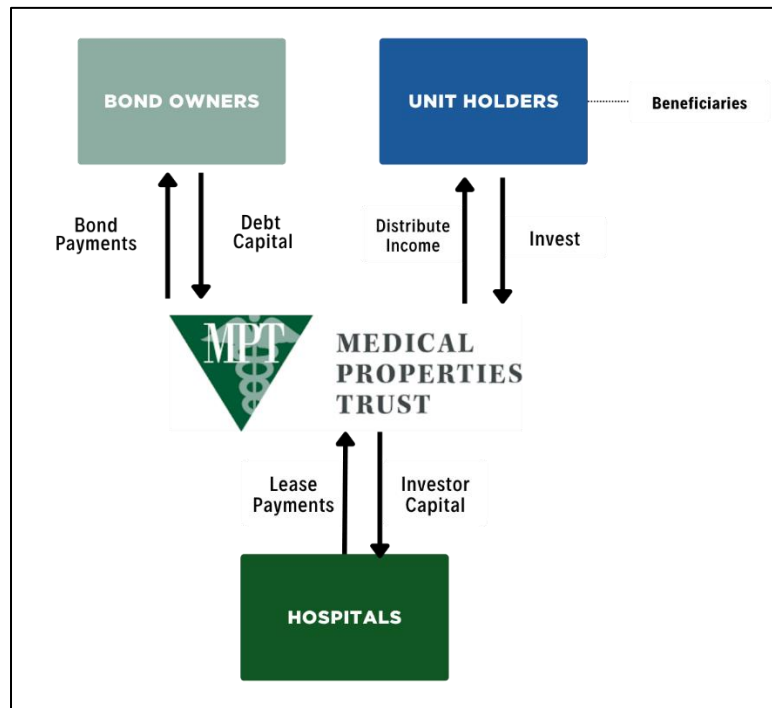 BOND OWNERS
UNIT HOLDERS
Beneficiaries
Bond
Payments
Debt
Capital
Distribute
Income
Invest
MPT
MEDICAL
PROPERTIES
TRUST
Lease
Payments
Investor
Capital
HOSPITALS